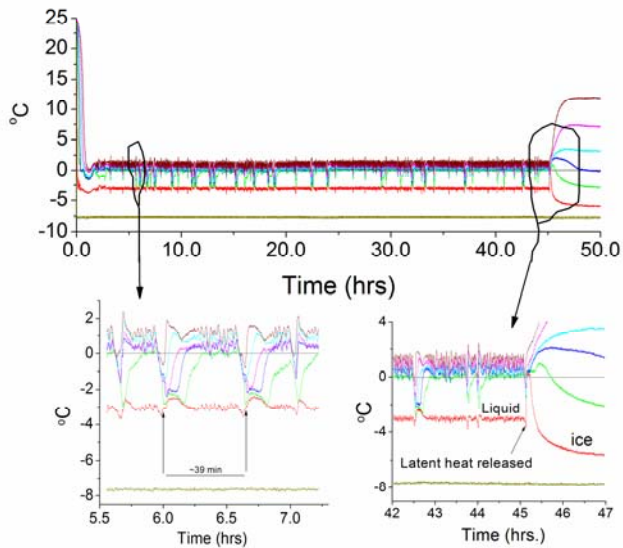 25
20
15
10
5
0
-5
-10
°C
0.0 10.0 20.0 30.0 40.0 50.0
Time (hrs)
2
0
-2
-4
-6
-8
°C
~39 min
5.5 6.0 6.5 7.0
Time (hrs)
4
0
-4
-8
°C
Liquid
ice
Latent heat released
42 43 44 45 46 47
Time (hrs.)